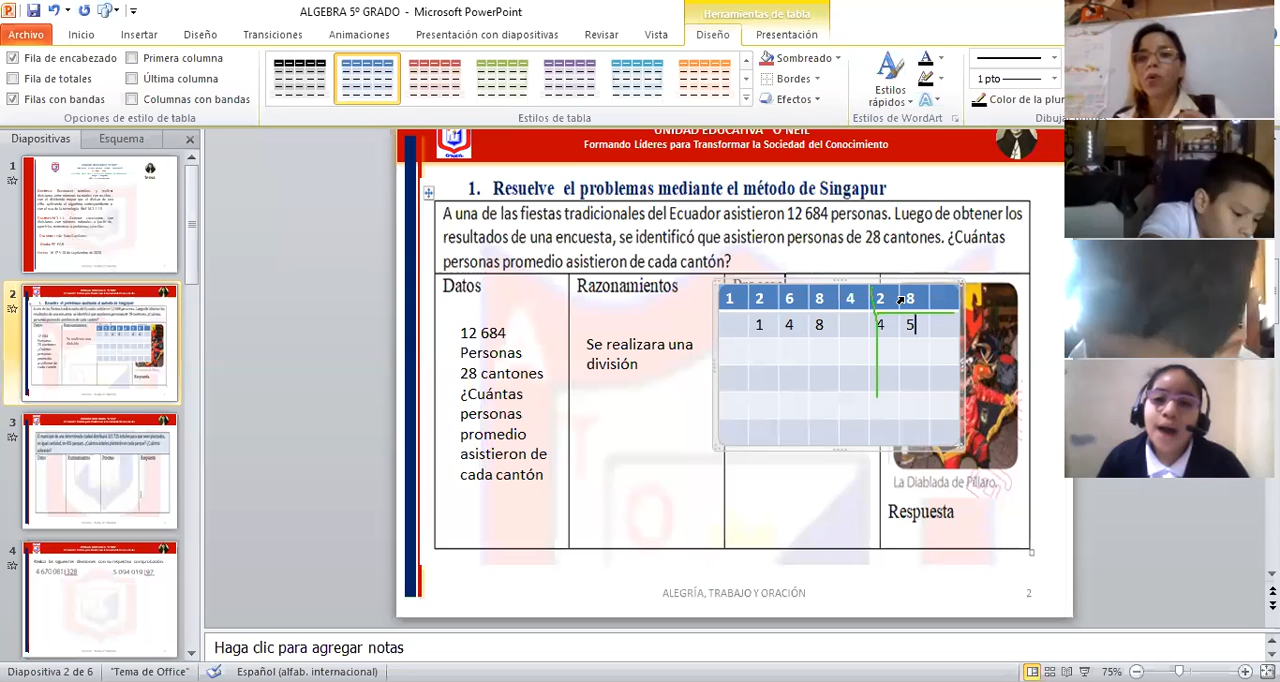 ALGEBRA 5º GRADO - Microsoft PowerPoint
Herramientas de tabla
Archivo Inicio Insertar Diseño Transiciones Animaciones Presentación con diapositivas Revisar Vista Diseño Presentación
Fila de encabezado Primera columna
Fila de totales Última columna
Filas con bandas Columnas con bandas
Opciones de estilo de tabla
Estilos de tabla
Sombreado
Bordes
Efectos
Estilos rápidos
Estilos de WordArt
1 pto
Color de la plur
Diapositivas Esquema
1
2
3
4
UNIDAD EDUCATIVA "O'NEIL"
Formando Líderes para Transformar la Sociedad del Conocimiento
1. Resuelve el problemas mediante el método de Singapur
A una de las fiestas tradicionales del Ecuador asistieron 12 684 personas. Luego de obtener los
resultados de una encuesta, se identificó que asistieron personas de 28 cantones. ¿Cuántas
personas promedio asistieron de cada cantón?
Datos Razonamientos
1 2 6 8 4 2 8
1 4 8 4 5
12 684
Personas
28 cantones
¿Cuántas
personas
promedio
asistieron de
cada cantón
Se realizara una
división
La Diablada de Píllaro.
Respuesta
ALEGRÍA, TRABAJO Y ORACIÓN
2
Haga clic para agregar notas
Diapositiva 2 de 6 "Tema de Office" Español (alfab. internacional) 75%